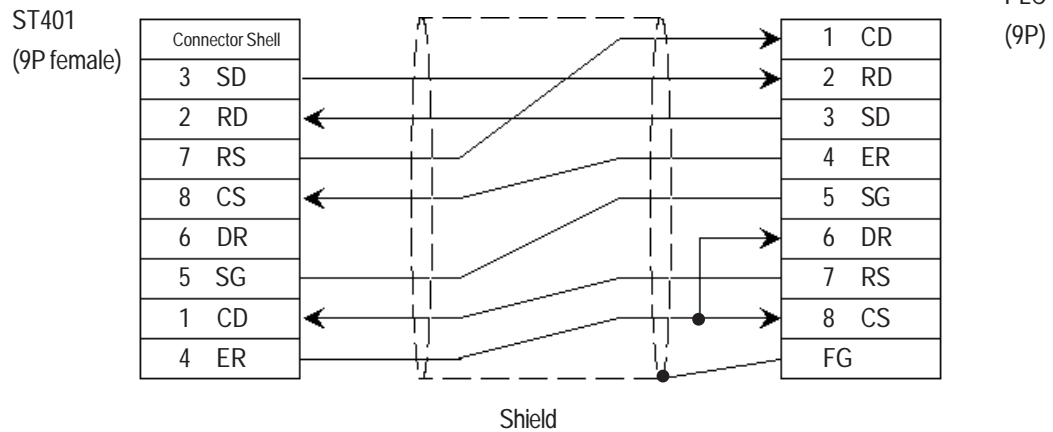 ST401
(9P female)
Connector Shell
3 SD
2 RD
7 RS
8 CS
6 DR
5 SG
1 CD
4 ER
(9P)
1 CD
2 RD
3 SD
4 ER
5 SG
6 DR
7 RS
8 CS
FG
Shield